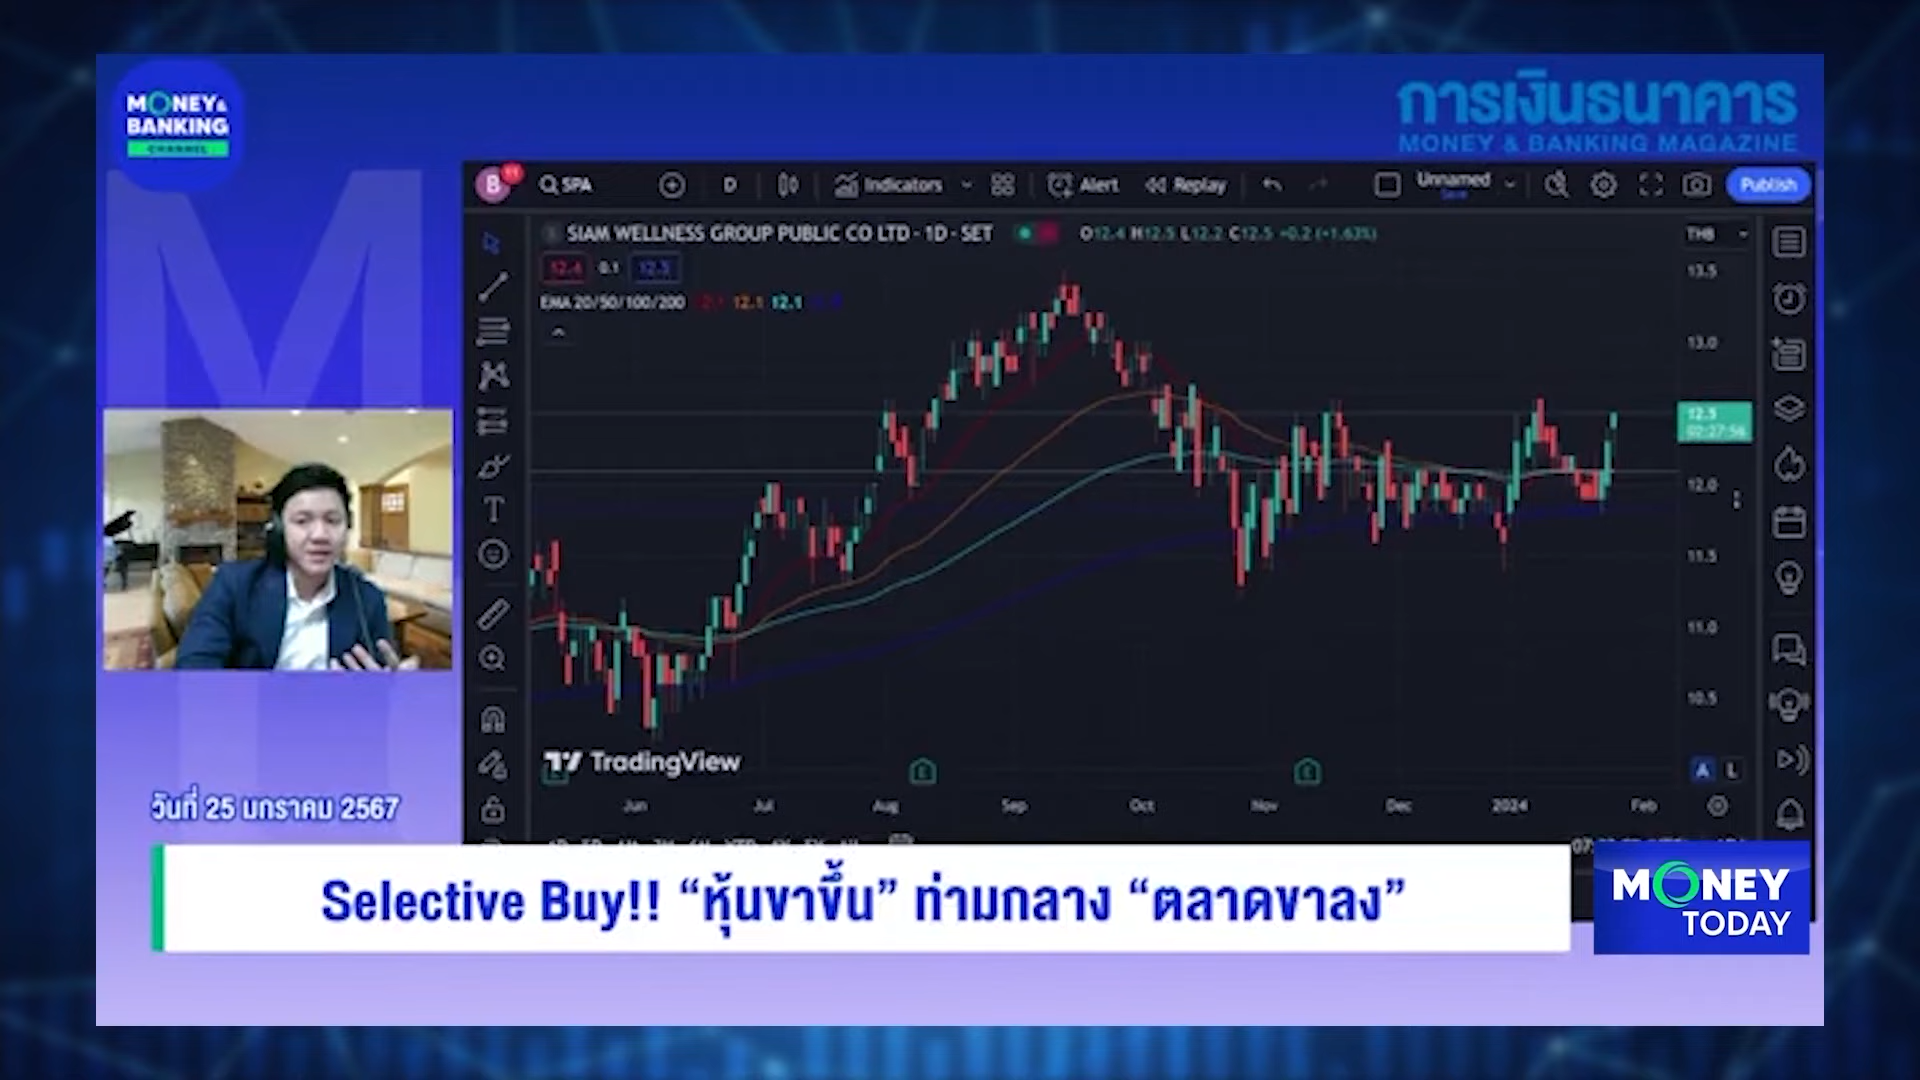 MONEY&
BANKING
CHANNEL
การเงินธนาคาร
MONEY & BANKING MAGAZINE
B 11 SPA D Indicators Alert Replay Unnamed Save Publish
SIAM WELLNESS GROUP PUBLIC CO LTD · 1D · SET O12.4 H12.5 L12.2 C12.5 +0.2 (+1.63%) THB
12.4 0.1 12.5
EMA 20/50/100/200 12.1 12.1
13.5
13.0
12.5
02:27:56
12.0
11.5
11.0
10.5
TradingView
E E
A L
Jun Jul Aug Sep Oct Nov Dec 2024 Feb
วันที่ 25 มกราคม 2567
Selective Buy!! “หุ้นขาขึ้น” ท่ามกลาง “ตลาดขาลง”
MONEY
TODAY